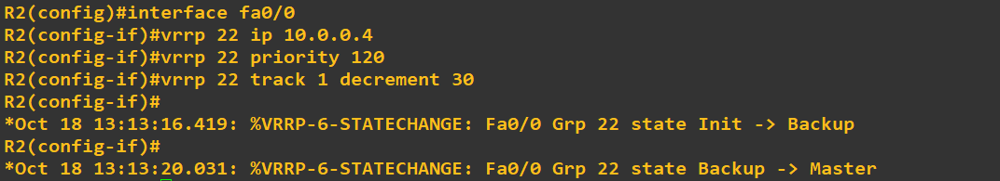 R2(config)#interface fa0/0
R2(config-if)#vrrp 22 ip 10.0.0.4
R2(config-if)#vrrp 22 priority 120
R2(config-if)#vrrp 22 track 1 decrement 30
R2(config-if)#
*Oct 18 13:13:16.419: %VRRP-6-STATECHANGE: Fa0/0 Grp 22 state Init -> Backup
R2(config-if)#
*Oct 18 13:13:20.031: %VRRP-6-STATECHANGE: Fa0/0 Grp 22 state Backup -> Master